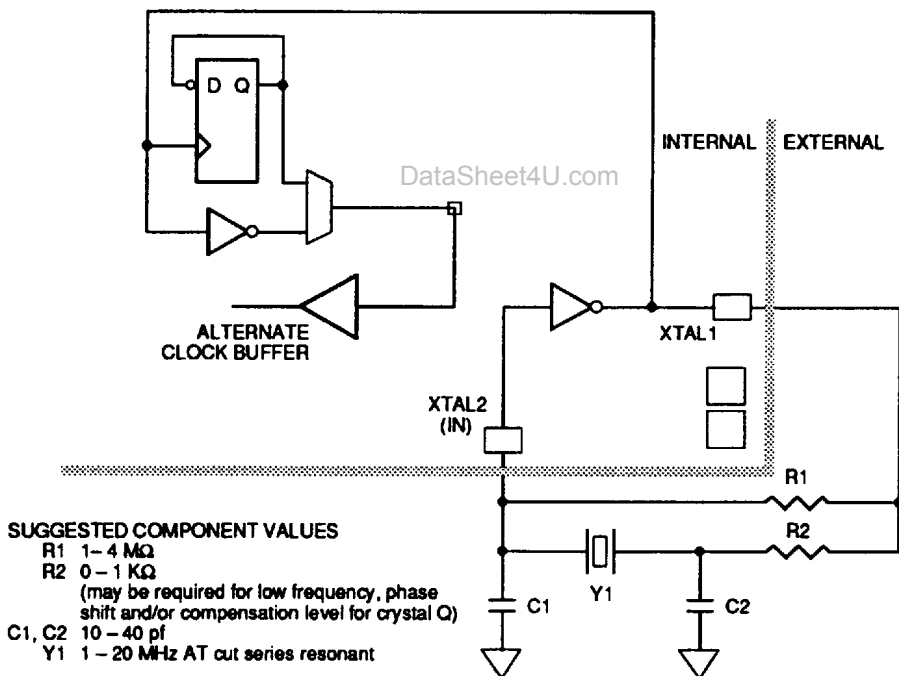 D Q
INTERNAL EXTERNAL
DataSheet4U.com
ALTERNATE
CLOCK BUFFER
XTAL1
XTAL2
(IN)
R1
R2
Y1
C1
C2
SUGGESTED COMPONENT VALUES
R1 1– 4 MΩ
R2 0 – 1 KΩ
(may be required for low frequency, phase
shift and/or compensation level for crystal Q)
C1, C2 10 – 40 pf
Y1 1 – 20 MHz AT cut series resonant